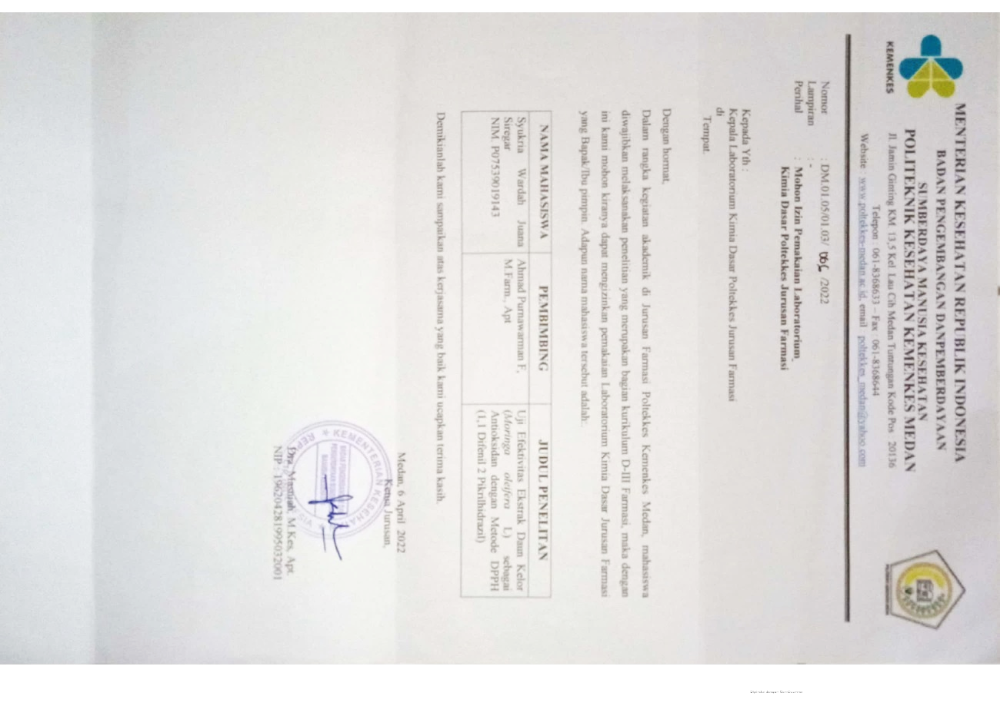 MENTERIAN KESEHATAN REPUBLIK INDONESIA
BADAN PENGEMBANGAN DANPEMBERDAYAAN
SUMBERDAYA MANUSIA KESEHATAN
POLITEKNIK KESEHATAN KEMENKES MEDAN
KEMENKES
Jl. Jamin Ginting KM. 13,5 Kel. Lau Cih Medan Tuntungan Kode Pos : 20136
Telepon : 061-8368633 – Fax : 061-8368644
Website : www.poltekkes-medan.ac.id, email : poltekkes_medan@yahoo.com
Nomor : DM.01.05/01.03/ /2022
Lampiran : -
Perihal : Mohon Izin Pemakaian Laboratorium
Kimia Dasar Poltekkes Jurusan Farmasi
Kepada Yth :
Kepala Laboratorium Kimia Dasar Poltekkes Jurusan Farmasi
di
Tempat.
Dengan hormat,
Dalam rangka kegiatan akademik di Jurusan Farmasi Poltekkes Kemenkes Medan, mahasiswa
diwajibkan melaksanakan penelitian yang merupakan bagian kurikulum D-III Farmasi, maka dengan
ini kami mohon kiranya dapat mengizinkan pemakaian Laboratorium Kimia Dasar Jurusan Farmasi
yang Bapak/Ibu pimpin. Adapun nama mahasiswa tersebut adalah:.
NAMA MAHASISWA PEMBIMBING JUDUL PENELITAN
Syukria Wardah Juana Ahmad Purnawarman F, Uji Efektivitas Ekstrak Daun Kelor
Siregar M.Farm., Apt (Moringa oleifera L) sebagai
NIM. P07539019143 Antioksidan dengan Metode DPPH
(1,1 Difenil 2 Pikrilhidrazil)
Demikianlah kami sampaikan atas kerjasama yang baik kami ucapkan terima kasih.
Medan, 6 April 2022
Ketua Jurusan,
KEMENTERIAN KESEHA
Dra. Masniah, M.Kes, Apt.
NIP : 196204281995032001